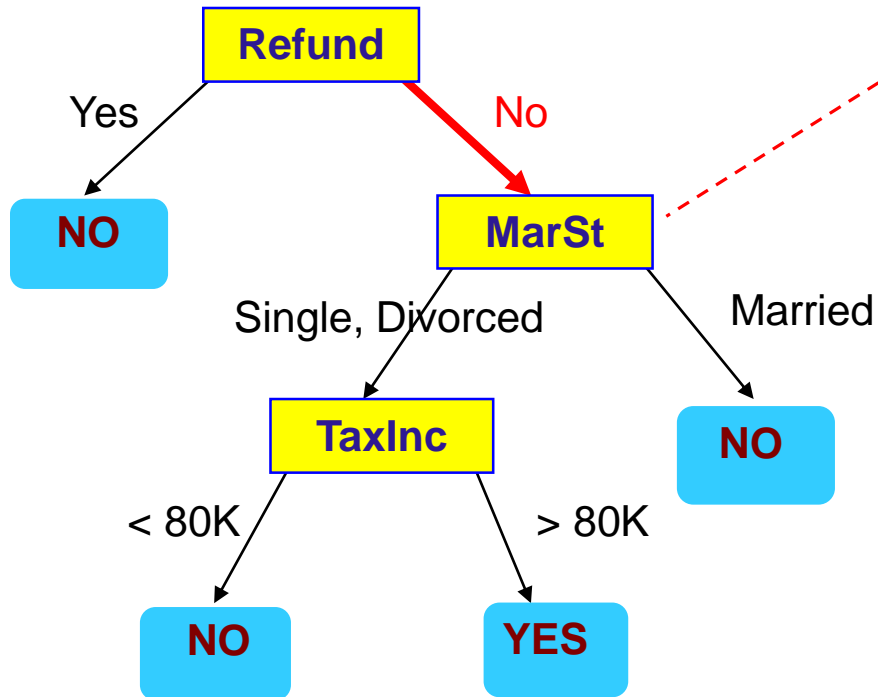 Refund
Yes
No
NO
MarSt
Single, Divorced
Married
TaxInc
NO
< 80K
> 80K
NO
YES